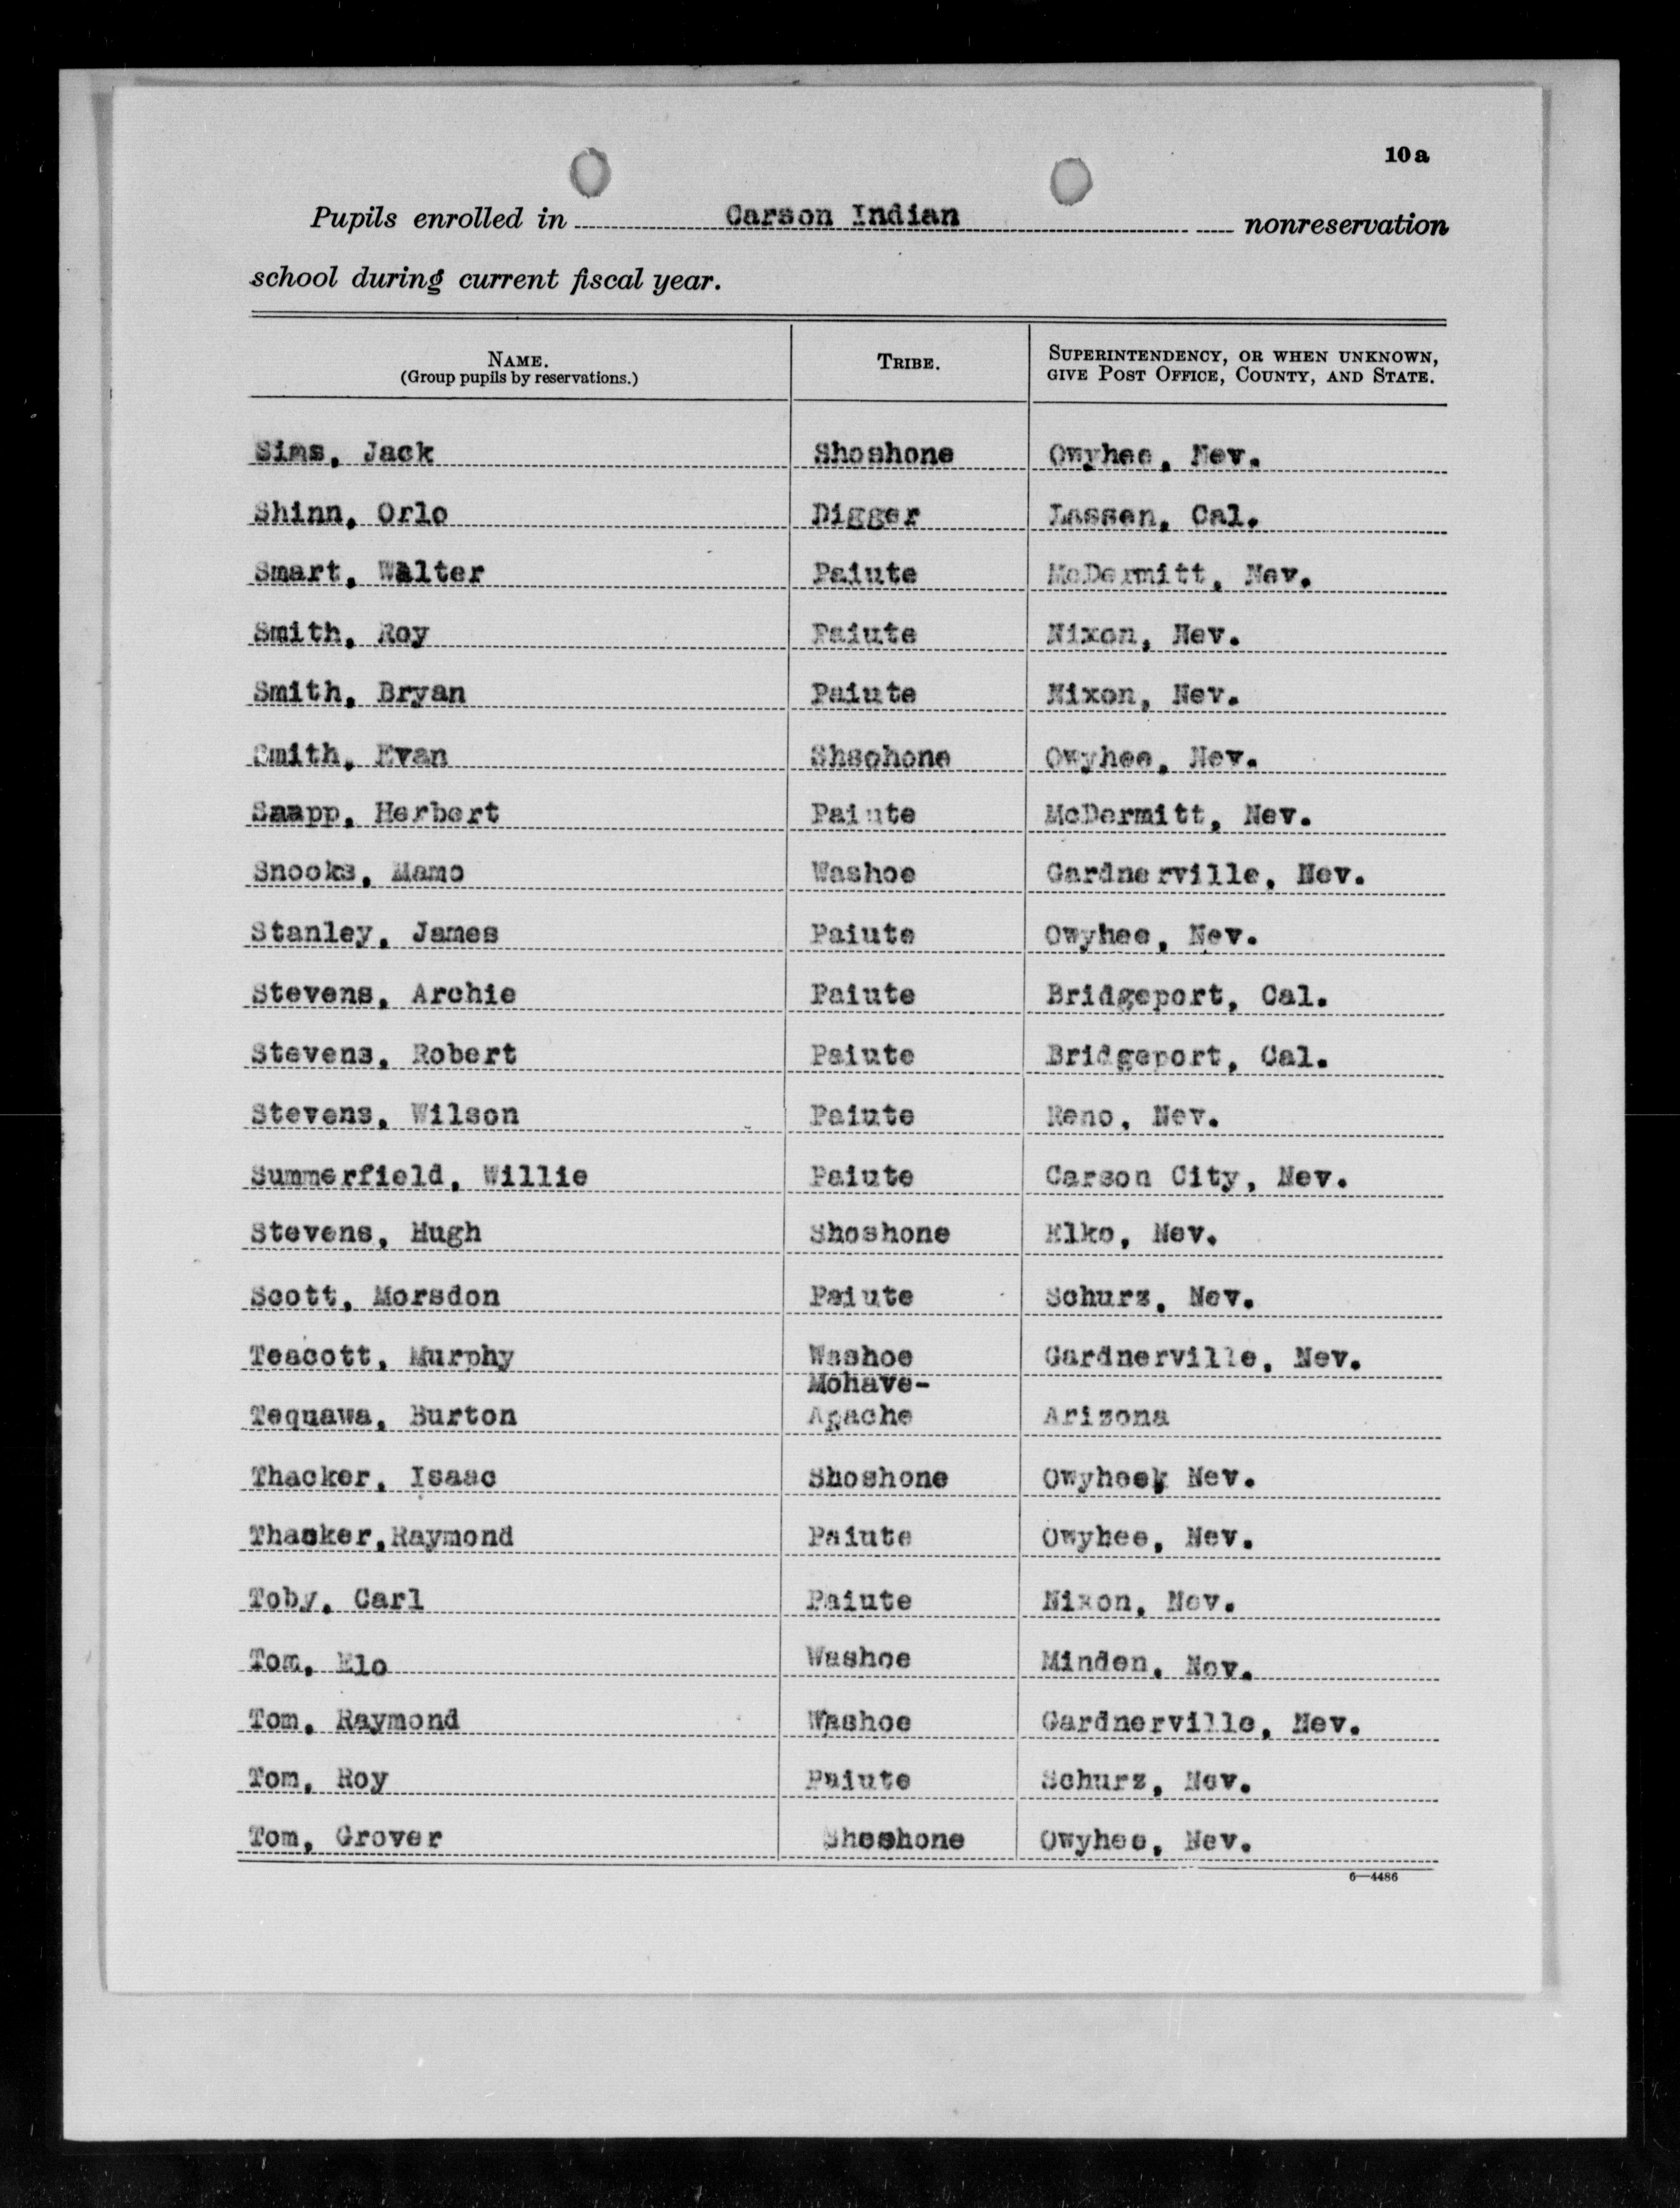 10a
Pupils enrolled in Carson Indian nonreservation
school during current fiscal year.
NAME. TRIBE. SUPERINTENDENCY, OR WHEN UNKNOWN,
(Group pupils by reservations.) GIVE POST OFFICE, COUNTY, AND STATE.
Sims, Jack Shoshone Owyhee, Nev.
Shinn, Orlo Digger Lassen, Cal.
Smart, Walter Paiute McDermitt, Nev.
Smith, Roy Paiute Nixon, Nev.
Smith, Bryan Paiute Nixon, Nev.
Smith, Evan Shsohone Owyhee, Nev.
Snapp, Herbert Paiute McDermitt, Nev.
Snooks, Mamo Washoe Gardnerville, Nev.
Stanley, James Paiute Owyhee, Nev.
Stevens, Archie Paiute Bridgeport, Cal.
Stevens, Robert Paiute Bridgeport, Cal.
Stevens, Wilson Paiute Reno, Nev.
Summerfield, Willie Paiute Carson City, Nev.
Stevens, Hugh Shoshone Elko, Nev.
Scott, Morsdon Paiute Schurz, Nev.
Teacott, Murphy Washoe Gardnerville, Nev.
Mohave-
Tequawa, Burton Apache Arizona
Thacker, Isaac Shoshone Owyhee, Nev.
Thacker,Raymond Paiute Owyhee, Nev.
Toby, Carl Paiute Nixon, Nev.
Tom, Elo Washoe Minden, Nev.
Tom, Raymond Washoe Gardnerville, Nev.
Tom, Roy Paiute Schurz, Nev.
Tom, Grover Shoshone Owyhee, Nev.
6—4486